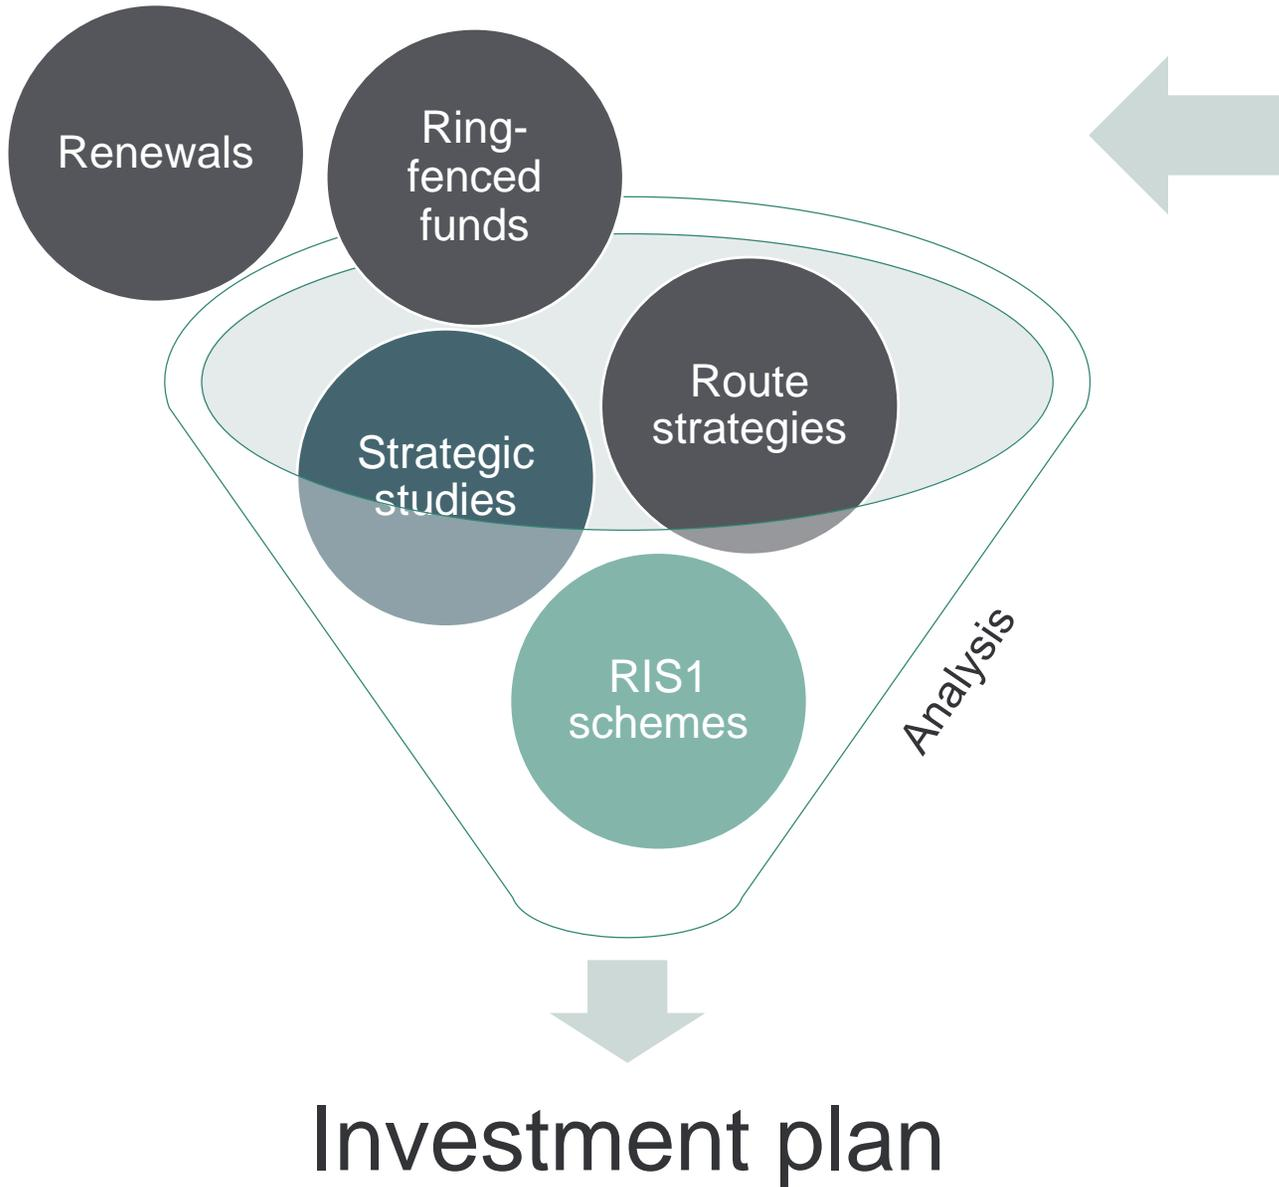 Renewals
Ring-
fenced
funds
Route
strategies
Strategic
studies
RIS1
schemes
Analysis
Investment plan